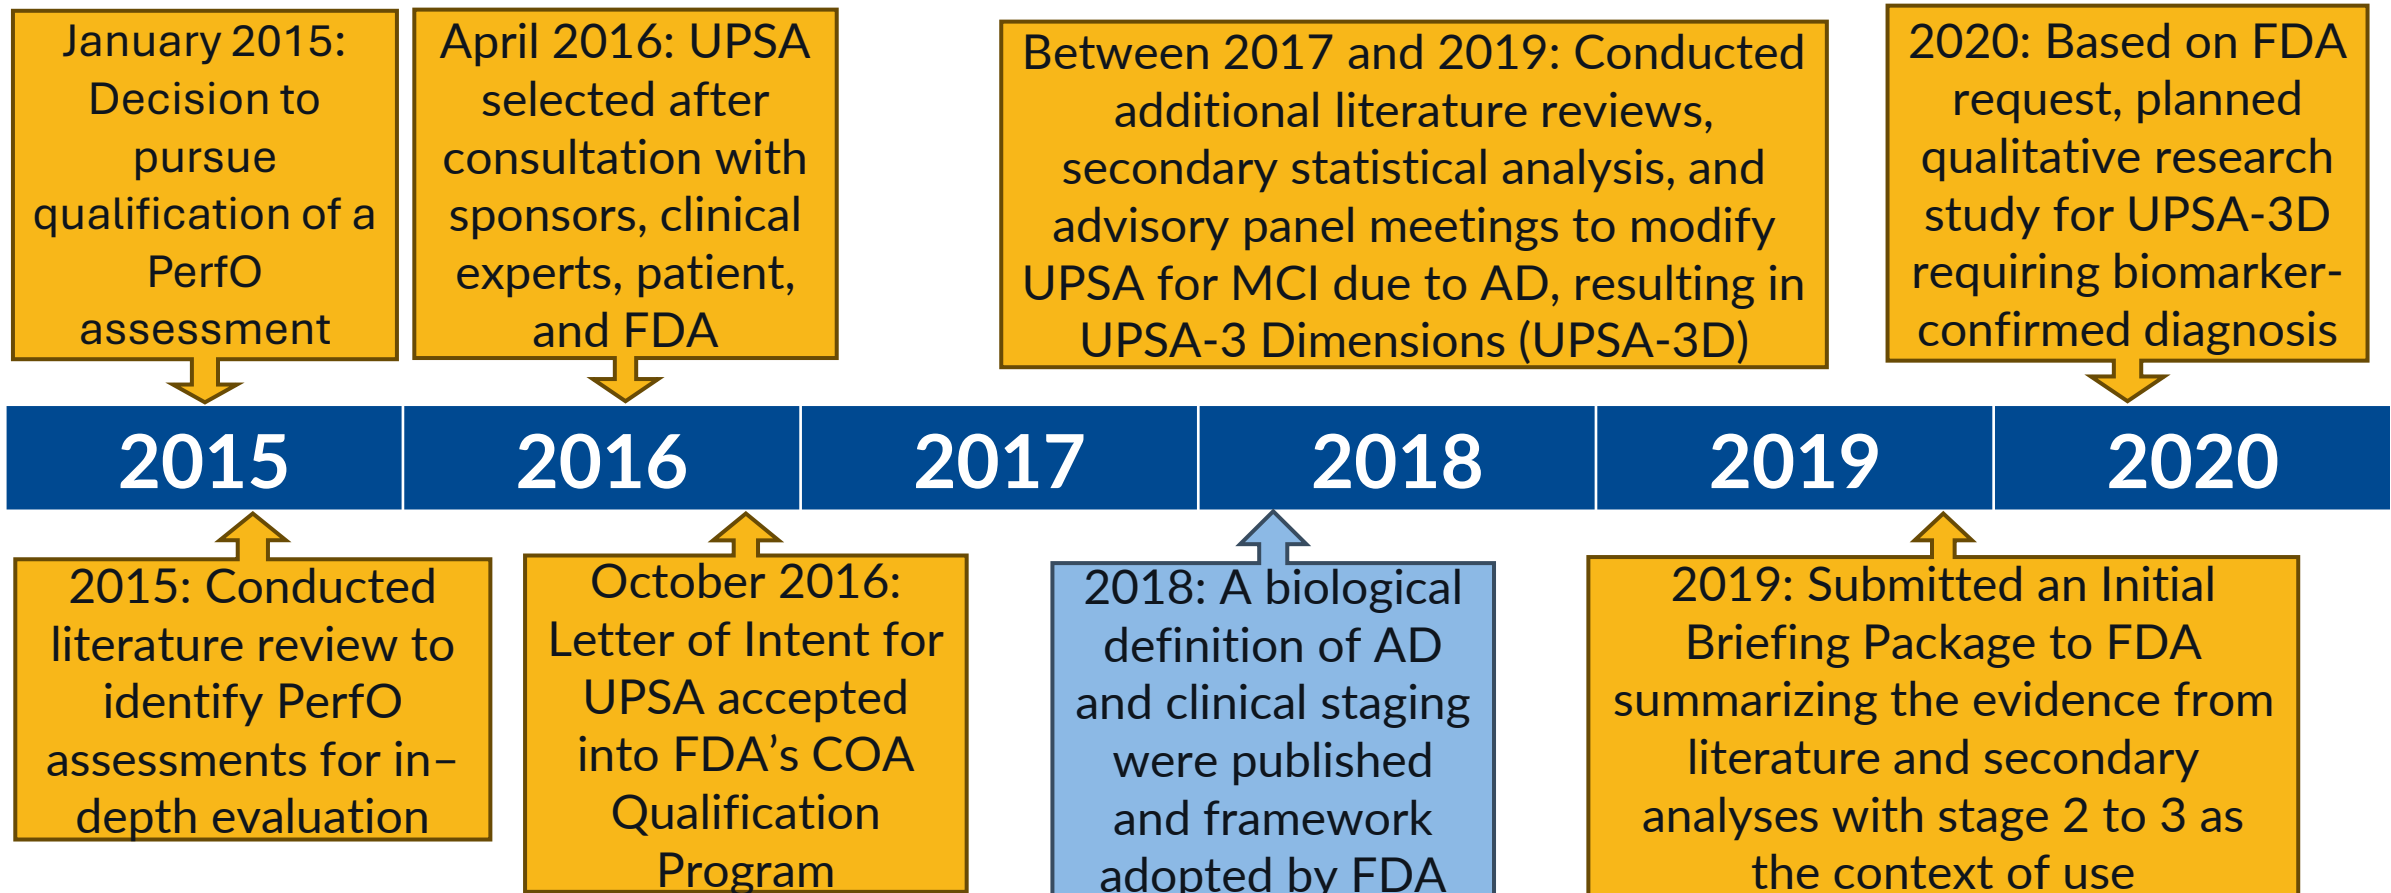 January 2015:
Decision to
pursue
qualification of a
PerfO
assessment
April 2016: UPSA
selected after
consultation with
sponsors, clinical
experts, patient,
and FDA
Between 2017 and 2019: Conducted
additional literature reviews,
secondary statistical analysis, and
advisory panel meetings to modify
UPSA for MCI due to AD, resulting in
UPSA-3 Dimensions (UPSA-3D)
2020: Based on FDA
request, planned
qualitative research
study for UPSA-3D
requiring biomarker-
confirmed diagnosis
2015
2016
2017
2018
2019
2020
2015: Conducted
literature review to
identify PerfO
assessments for in–
depth evaluation
October 2016:
Letter of Intent for
UPSA accepted
into FDA’s COA
Qualification
Program
2018: A biological
definition of AD
and clinical staging
were published
and framework
adopted by FDA
2019: Submitted an Initial
Briefing Package to FDA
summarizing the evidence from
literature and secondary
analyses with stage 2 to 3 as
the context of use